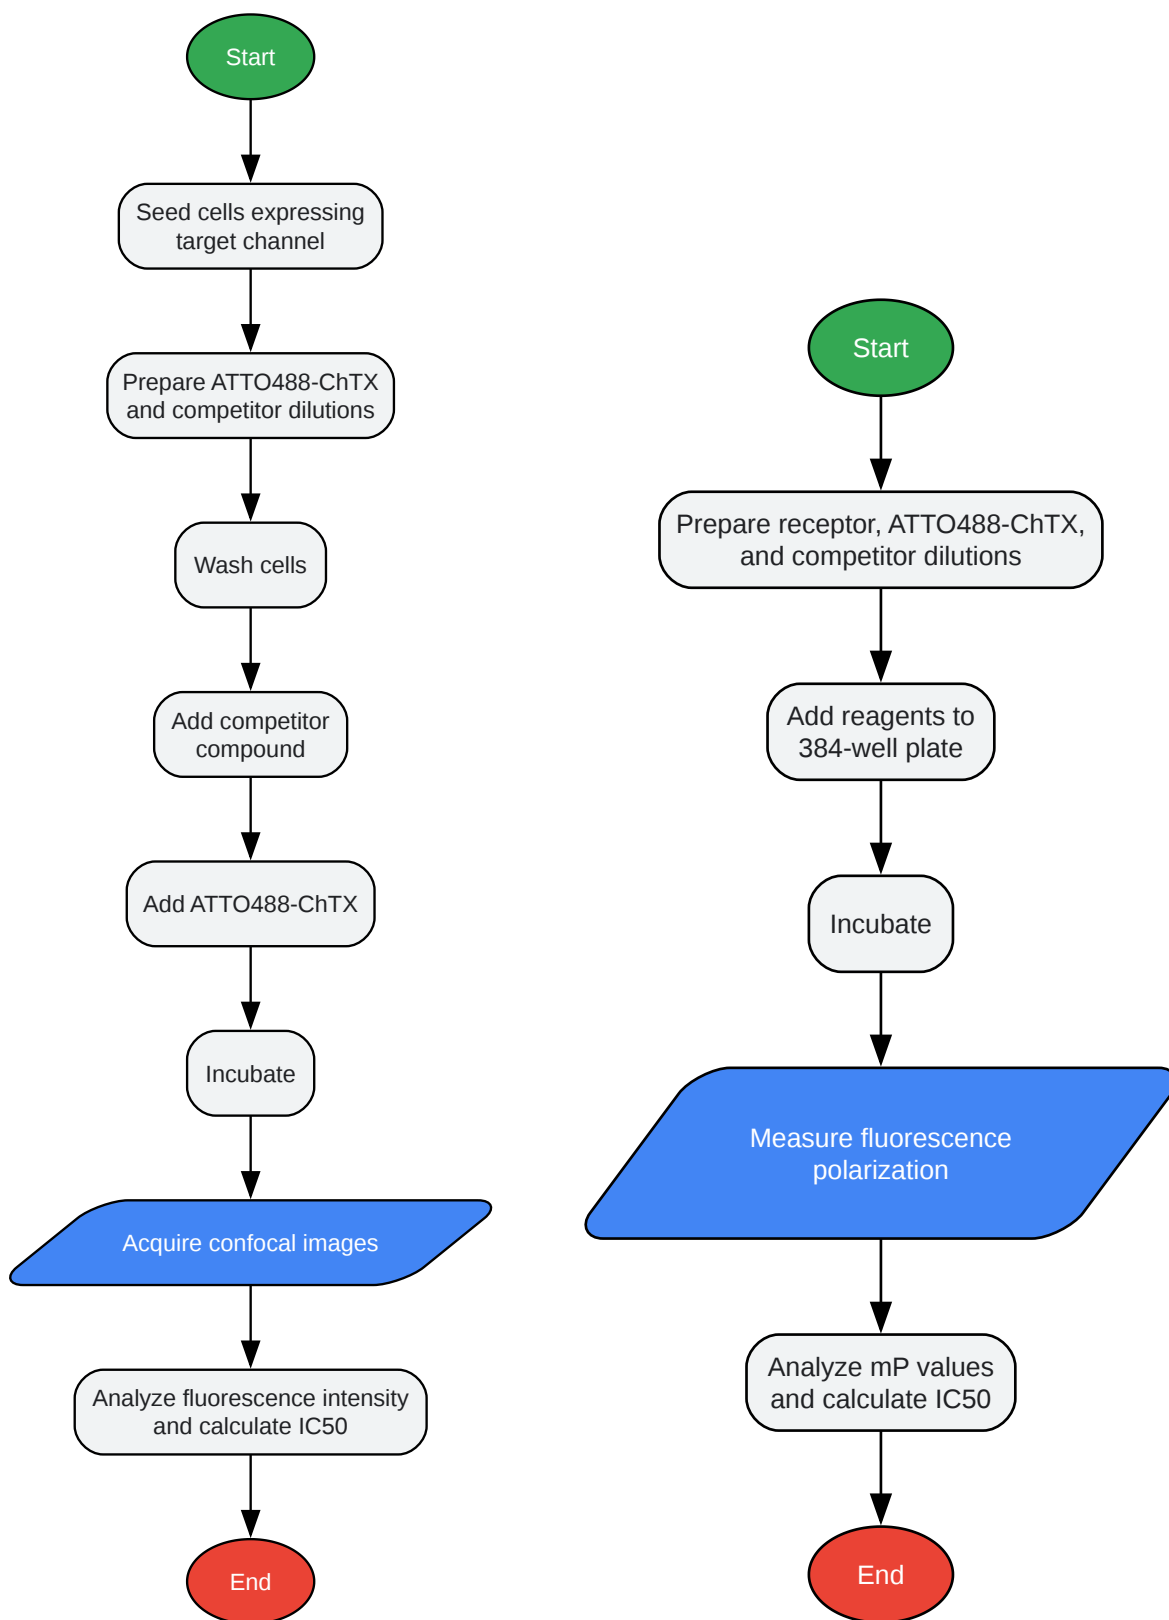 Start
Seed cells expressing
target channel
Prepare ATTO488-ChTX
and competitor dilutions
Wash cells
Add competitor
compound
Add ATTO488-ChTX
Incubate
Acquire confocal images
Analyze fluorescence intensity
and calculate IC50
End
Start
Prepare receptor, ATTO488-ChTX,
and competitor dilutions
Add reagents to
384-well plate
Incubate
Measure fluorescence
polarization
Analyze mP values
and calculate IC50
End